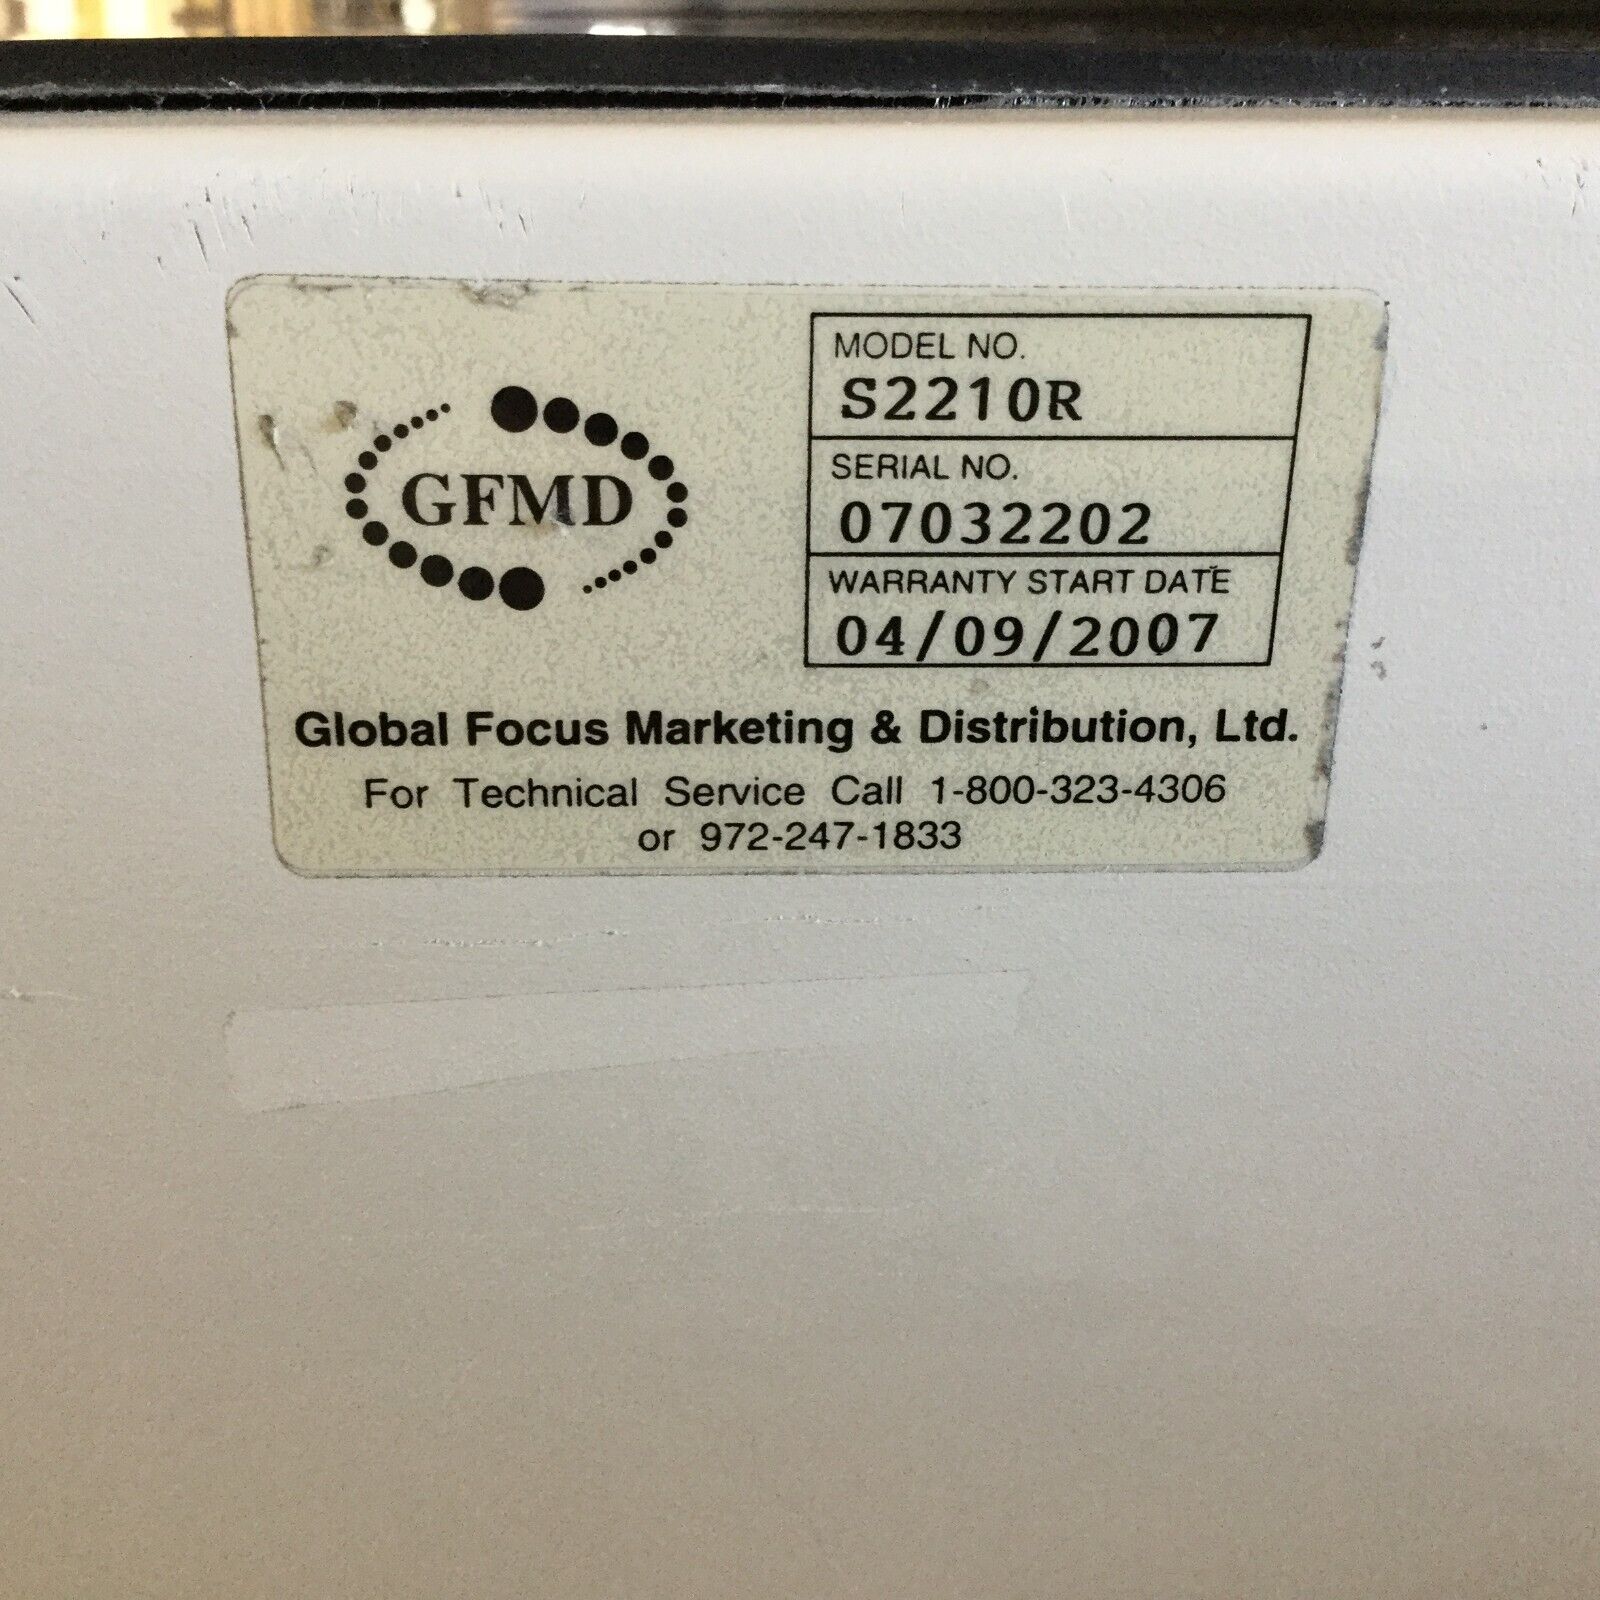 GFMD
MODEL NO.
S2210R
SERIAL NO.
07032202
WARRANTY START DATE
04/09/2007
Global Focus Marketing & Distribution, Ltd.
For Technical Service Call 1-800-323-4306
or 972-247-1833